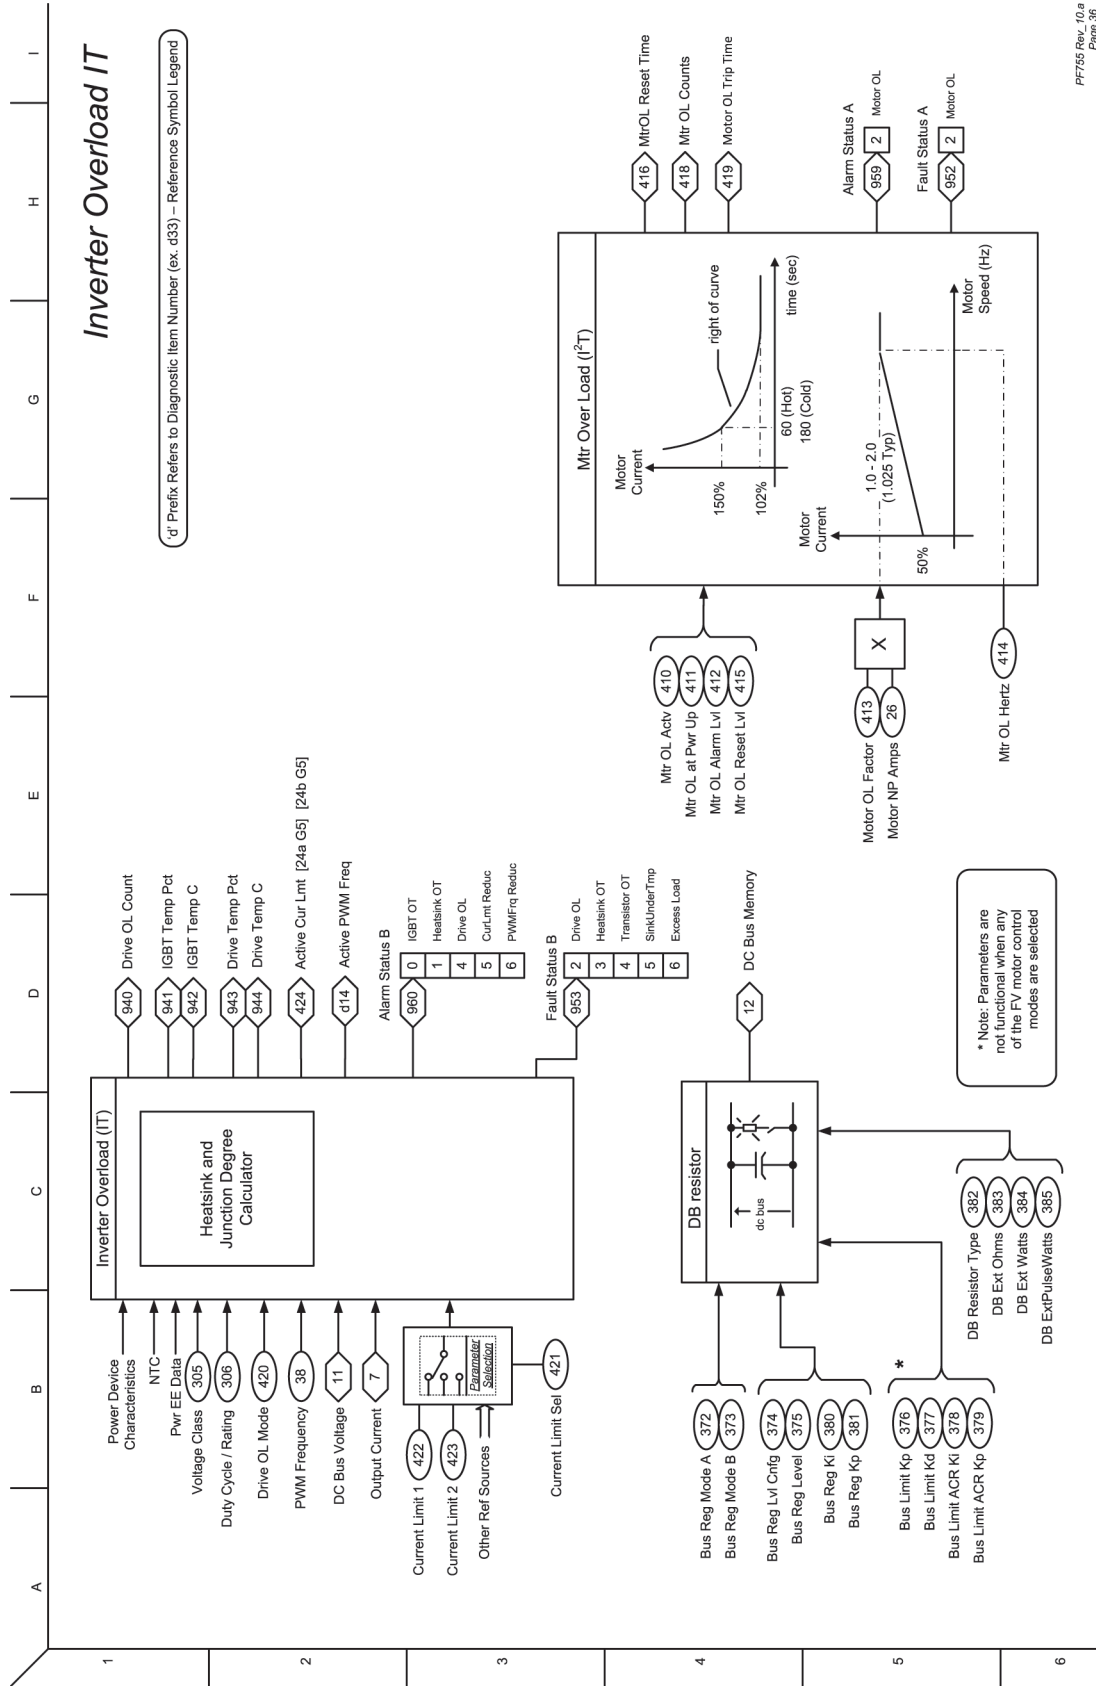 A
B
C
D
E
F
G
H
I
1
2
3
4
5
6
Inverter Overload IT
'd' Prefix Refers to Diagnostic Item Number (ex. d33) – Reference Symbol Legend
Power Device
Characteristics
NTC
Pwr EE Data
Voltage Class 305
Duty Cycle / Rating 306
Drive OL Mode 420
PWM Frequency 38
DC Bus Voltage 11
Output Current 7
Current Limit 1 422
Current Limit 2 423
Other Ref Sources
Parameter
Selection
Current Limit Sel 421
Inverter Overload (IT)
Heatsink and
Junction Degree
Calculator
940 Drive OL Count
941 IGBT Temp Pct
942 IGBT Temp C
943 Drive Temp Pct
944 Drive Temp C
424 Active Cur Lmt [24a G5] [24b G5]
d14 Active PWM Freq
Alarm Status B
960 0 IGBT OT
1 Heatsink OT
4 Drive OL
5 CurLmt Reduc
6 PWMFrq Reduc
Fault Status B
953 2 Drive OL
3 Heatsink OT
4 Transistor OT
5 SinkUnderTmp
6 Excess Load
Bus Reg Mode A 372
Bus Reg Mode B 373
Bus Reg Lvl Cnfg 374
Bus Reg Level 375
Bus Reg Ki 380
Bus Reg Kp 381
*
Bus Limit Kp 376
Bus Limit Kd 377
Bus Limit ACR Ki 378
Bus Limit ACR Kp 379
DB resistor
dc bus
12 DC Bus Memory
DB Resistor Type 382
DB Ext Ohms 383
DB Ext Watts 384
DB ExtPulseWatts 385
* Note: Parameters are
not functional when any
of the FV motor control
modes are selected
Mtr OL Actv 410
Mtr OL at Pwr Up 411
Mtr OL Alarm Lvl 412
Mtr OL Reset Lvl 415
Motor OL Factor 413
Motor NP Amps 26
X
Mtr OL Hertz 414
Mtr Over Load (I²T)
Motor
Current
150%
102%
right of curve
60 (Hot)
180 (Cold)
time (sec)
Motor
Current
1.0 - 2.0
(1.025 Typ)
50%
Motor
Speed (Hz)
416 MtrOL Reset Time
418 Mtr OL Counts
419 Motor OL Trip Time
Alarm Status A
959 2 Motor OL
Fault Status A
952 2 Motor OL
PF755 Rev_10.a
Page 36